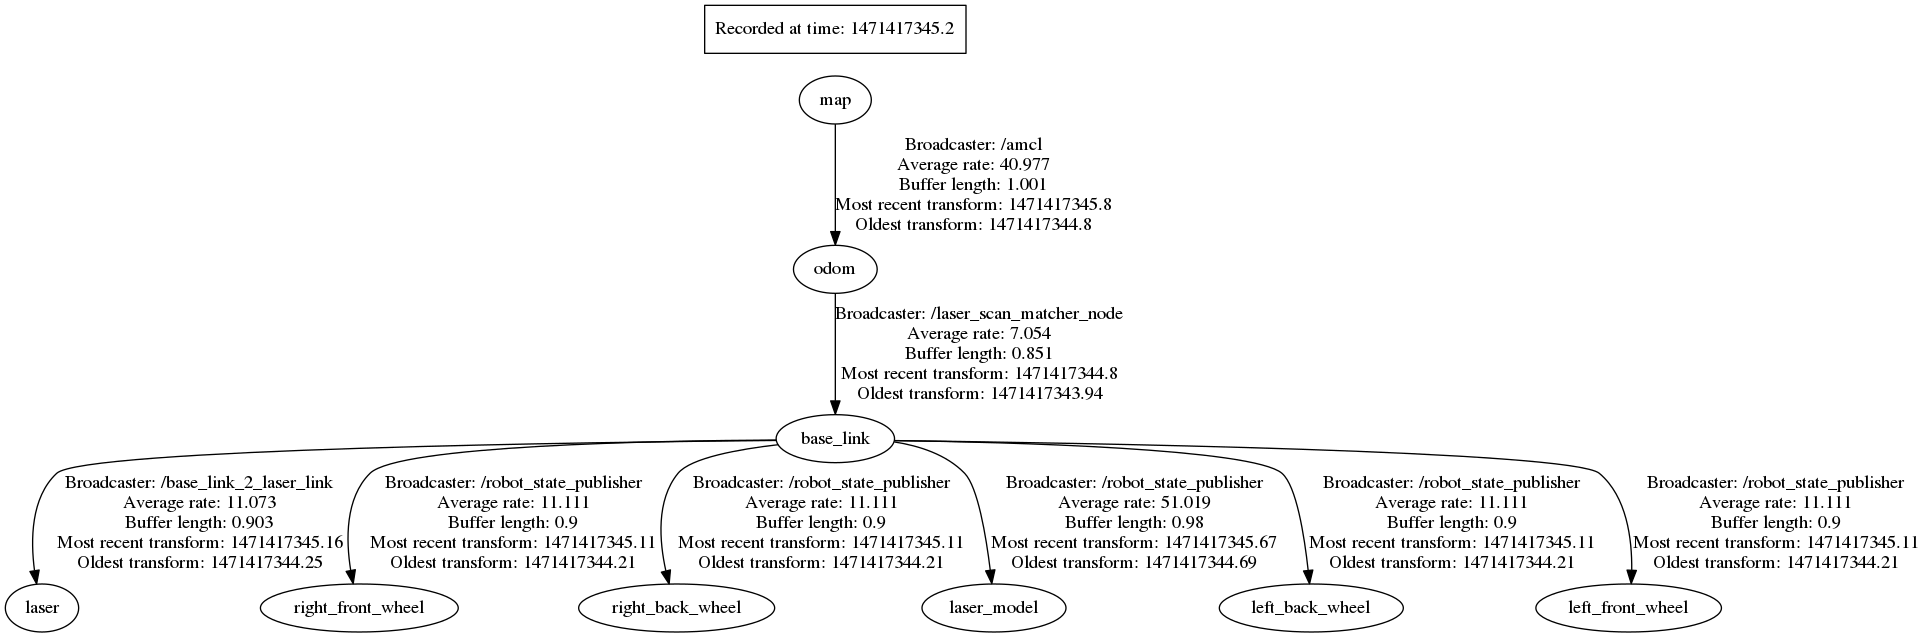 Recorded at time: 1471417345.2
map
Broadcaster: /amcl
Average rate: 40.977
Buffer length: 1.001
Most recent transform: 1471417345.8
Oldest transform: 1471417344.8
odom
Broadcaster: /laser_scan_matcher_node
Average rate: 7.054
Buffer length: 0.851
Most recent transform: 1471417344.8
Oldest transform: 1471417343.94
base_link
Broadcaster: /base_link_2_laser_link
Average rate: 11.073
Buffer length: 0.903
Most recent transform: 1471417345.16
Oldest transform: 1471417344.25
Broadcaster: /robot_state_publisher
Average rate: 11.111
Buffer length: 0.9
Most recent transform: 1471417345.11
Oldest transform: 1471417344.21
Broadcaster: /robot_state_publisher
Average rate: 11.111
Buffer length: 0.9
Most recent transform: 1471417345.11
Oldest transform: 1471417344.21
Broadcaster: /robot_state_publisher
Average rate: 51.019
Buffer length: 0.98
Most recent transform: 1471417345.67
Oldest transform: 1471417344.69
Broadcaster: /robot_state_publisher
Average rate: 11.111
Buffer length: 0.9
Most recent transform: 1471417345.11
Oldest transform: 1471417344.21
Broadcaster: /robot_state_publisher
Average rate: 11.111
Buffer length: 0.9
Most recent transform: 1471417345.11
Oldest transform: 1471417344.21
laser
right_front_wheel
right_back_wheel
laser_model
left_back_wheel
left_front_wheel